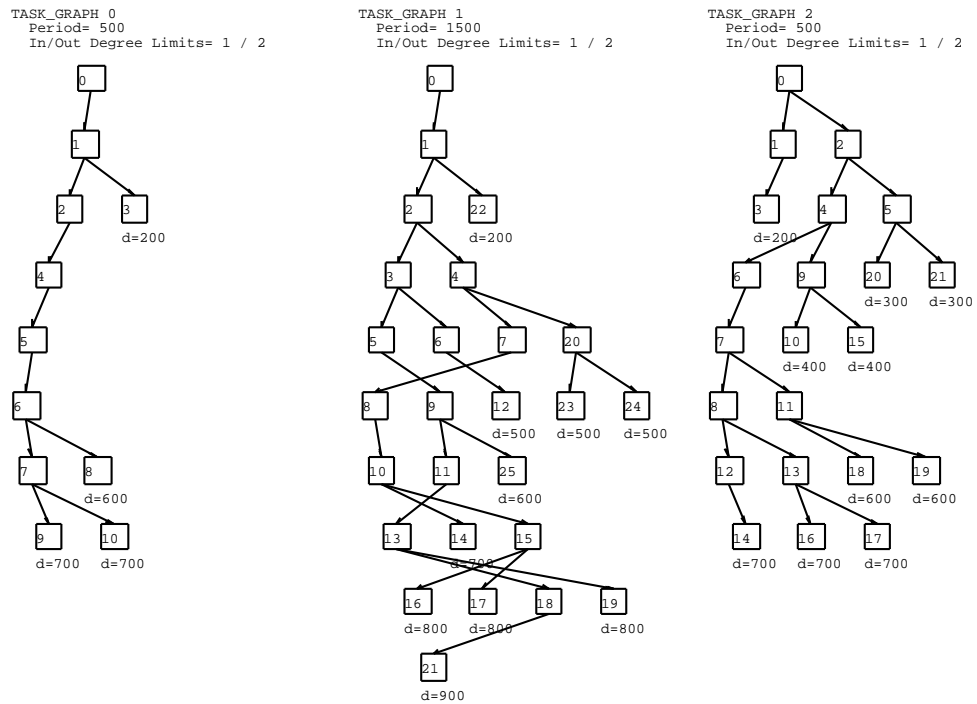 TASK_GRAPH 0
Period= 500
In/Out Degree Limits= 1 / 2
0
1
2
3
d=200
4
5
6
7
8
d=600
9
10
d=700
d=700
TASK_GRAPH 1
Period= 1500
In/Out Degree Limits= 1 / 2
0
1
2
22
d=200
3
4
5
6
7
20
8
9
12
23
24
d=500
d=500
d=500
10
11
25
d=600
13
14
15
d=700
16
17
18
19
d=800
d=800
d=800
21
d=900
TASK_GRAPH 2
Period= 500
In/Out Degree Limits= 1 / 2
0
1
2
3
4
5
d=200
6
9
20
21
d=300
d=300
7
10
15
d=400
d=400
8
11
12
13
18
19
d=600
d=600
14
16
17
d=700
d=700
d=700